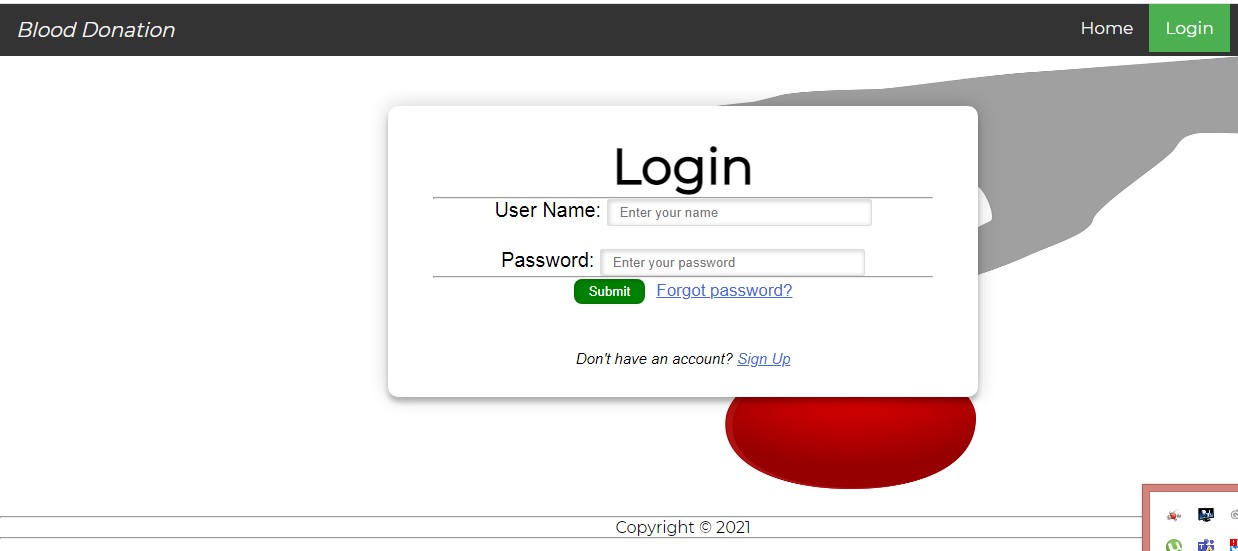 Blood Donation
Home
Login
Login
User Name: Enter your name
Password: Enter your password
Submit Forgot password?
Don't have an account? Sign Up
Copyright © 2021